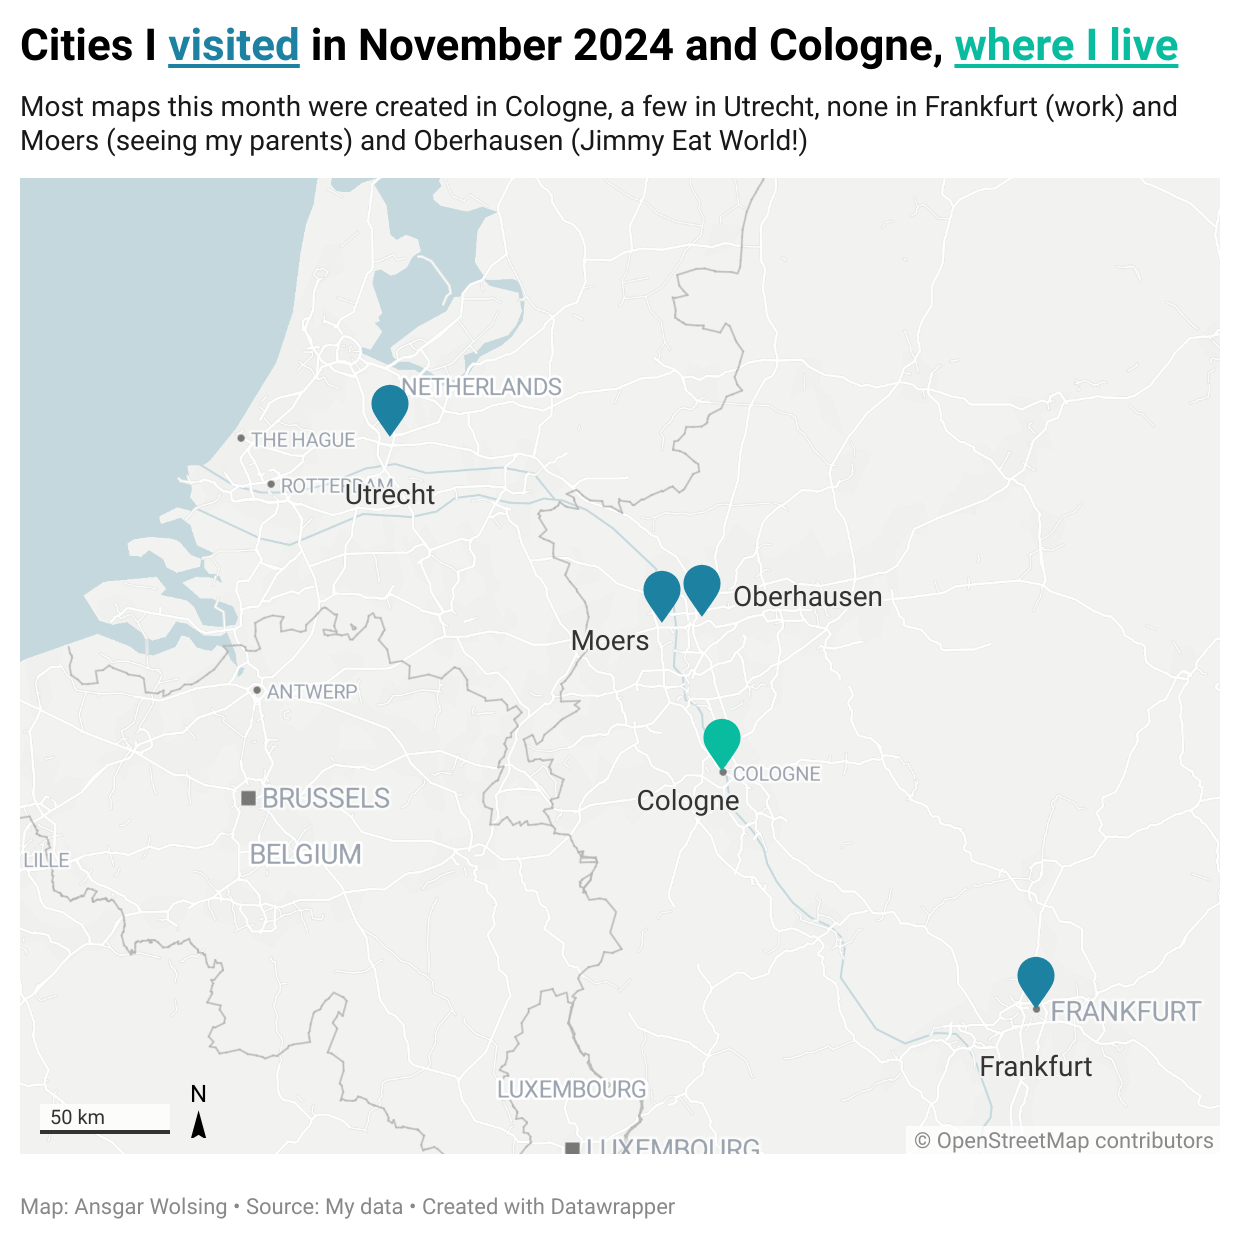 Cities I visited in November 2024 and Cologne, where I live
Most maps this month were created in Cologne, a few in Utrecht, none in Frankfurt (work) and
Moers (seeing my parents) and Oberhausen (Jimmy Eat World!)
NETHERLANDS
THE HAGUE
ROTTERDAM
Utrecht
Oberhausen
Moers
ANTWERP
COLOGNE
Cologne
BRUSSELS
BELGIUM
LILLE
FRANKFURT
Frankfurt
LUXEMBOURG
N
50 km
LUXEMBOURG
© OpenStreetMap contributors
Map: Ansgar Wolsing • Source: My data • Created with Datawrapper